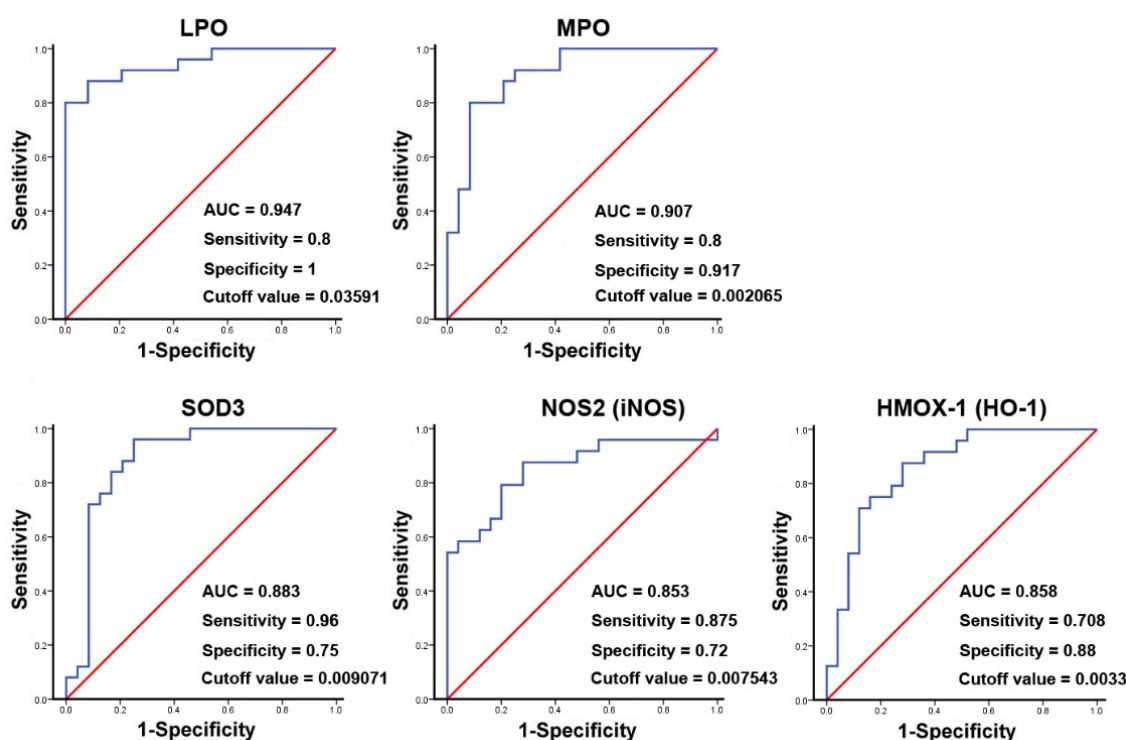 LPO
1.0
0.8
0.6
0.4
0.2
0.0
Sensitivity
AUC = 0.947
Sensitivity = 0.8
Specificity = 1
Cutoff value = 0.03591
0.0 0.2 0.4 0.6 0.8 1.0
1-Specificity
MPO
1.0
0.8
0.6
0.4
0.2
0.0
Sensitivity
AUC = 0.907
Sensitivity = 0.8
Specificity = 0.917
Cutoff value = 0.002065
0.0 0.2 0.4 0.6 0.8 1.0
1-Specificity
SOD3
1.0
0.8
0.6
0.4
0.2
0.0
Sensitivity
AUC = 0.883
Sensitivity = 0.96
Specificity = 0.75
Cutoff value = 0.009071
0.0 0.2 0.4 0.6 0.8 1.0
1-Specificity
NOS2 (iNOS)
1.0
0.8
0.6
0.4
0.2
0.0
Sensitivity
AUC = 0.853
Sensitivity = 0.875
Specificity = 0.72
Cutoff value = 0.007543
0.0 0.2 0.4 0.6 0.8 1.0
1-Specificity
HMOX-1 (HO-1)
1.0
0.8
0.6
0.4
0.2
0.0
Sensitivity
AUC = 0.858
Sensitivity = 0.708
Specificity = 0.88
Cutoff value = 0.0033
0.0 0.2 0.4 0.6 0.8 1.0
1-Specificity